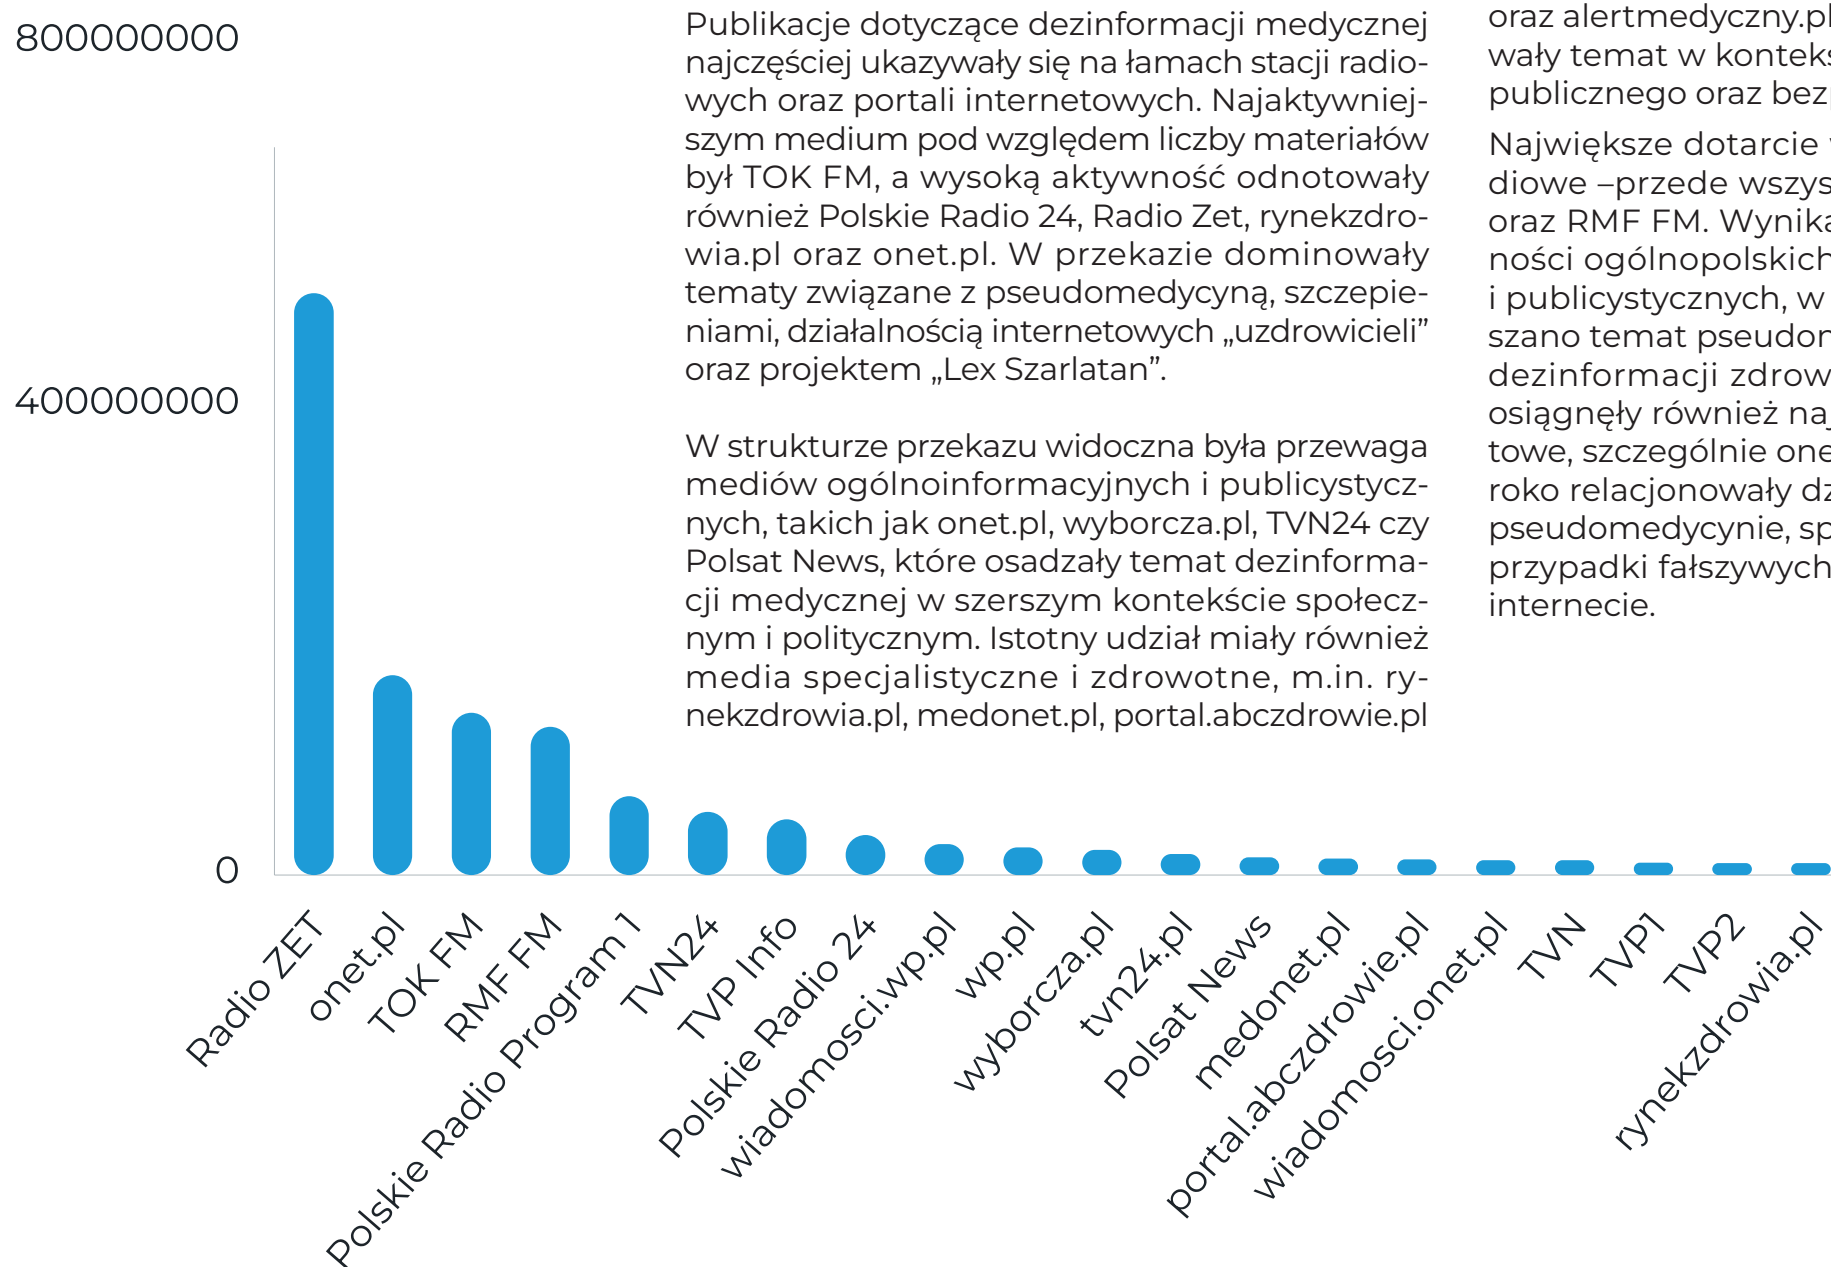 800000000
400000000
0
Publikacje dotyczące dezinformacji medycznej
najczęściej ukazywały się na łamach stacji radio-
wych oraz portali internetowych. Najaktywniej-
szym medium pod względem liczby materiałów
był TOK FM, a wysoką aktywność odnotowały
również Polskie Radio 24, Radio Zet, rynekzdro-
wia.pl oraz onet.pl. W przekazie dominowały
tematy związane z pseudomedycyną, szczepie-
niami, działalnością internetowych „uzdrowicieli”
oraz projektem „Lex Szarlatan”.
W strukturze przekazu widoczna była przewaga
mediów ogólnoinformacyjnych i publicystycz-
nych, takich jak onet.pl, wyborcza.pl, TVN24 czy
Polsat News, które osadzały temat dezinforma-
cji medycznej w szerszym kontekście społecz-
nym i politycznym. Istotny udział miały również
media specjalistyczne i zdrowotne, m.in. ry-
nekzdrowia.pl, medonet.pl, portal.abczdrowie.pl
oraz alertmedyczny.pl
wały temat w
publicznego oraz
Największe dotarcie
diowe –przede
oraz RMF FM.
ności ogólnopolskich
i publicystycznych, w
szano temat
dezinformacji
osiągnęły również
towe, szczególnie
roko relacjonowały
pseudomedycynie,
przypadki fałszywych
internecie.
Radio ZET
onet.pl
TOK FM
RMF FM
Polskie Radio Program 1
TVN24
TVP Info
Polskie Radio 24
wiadomosci.wp.pl
wp.pl
wyborcza.pl
tvn24.pl
Polsat News
medonet.pl
portal.abczdrowie.pl
wiadomosci.onet.pl
TVN
TVP1
TVP2
rynekzdrowia.pl